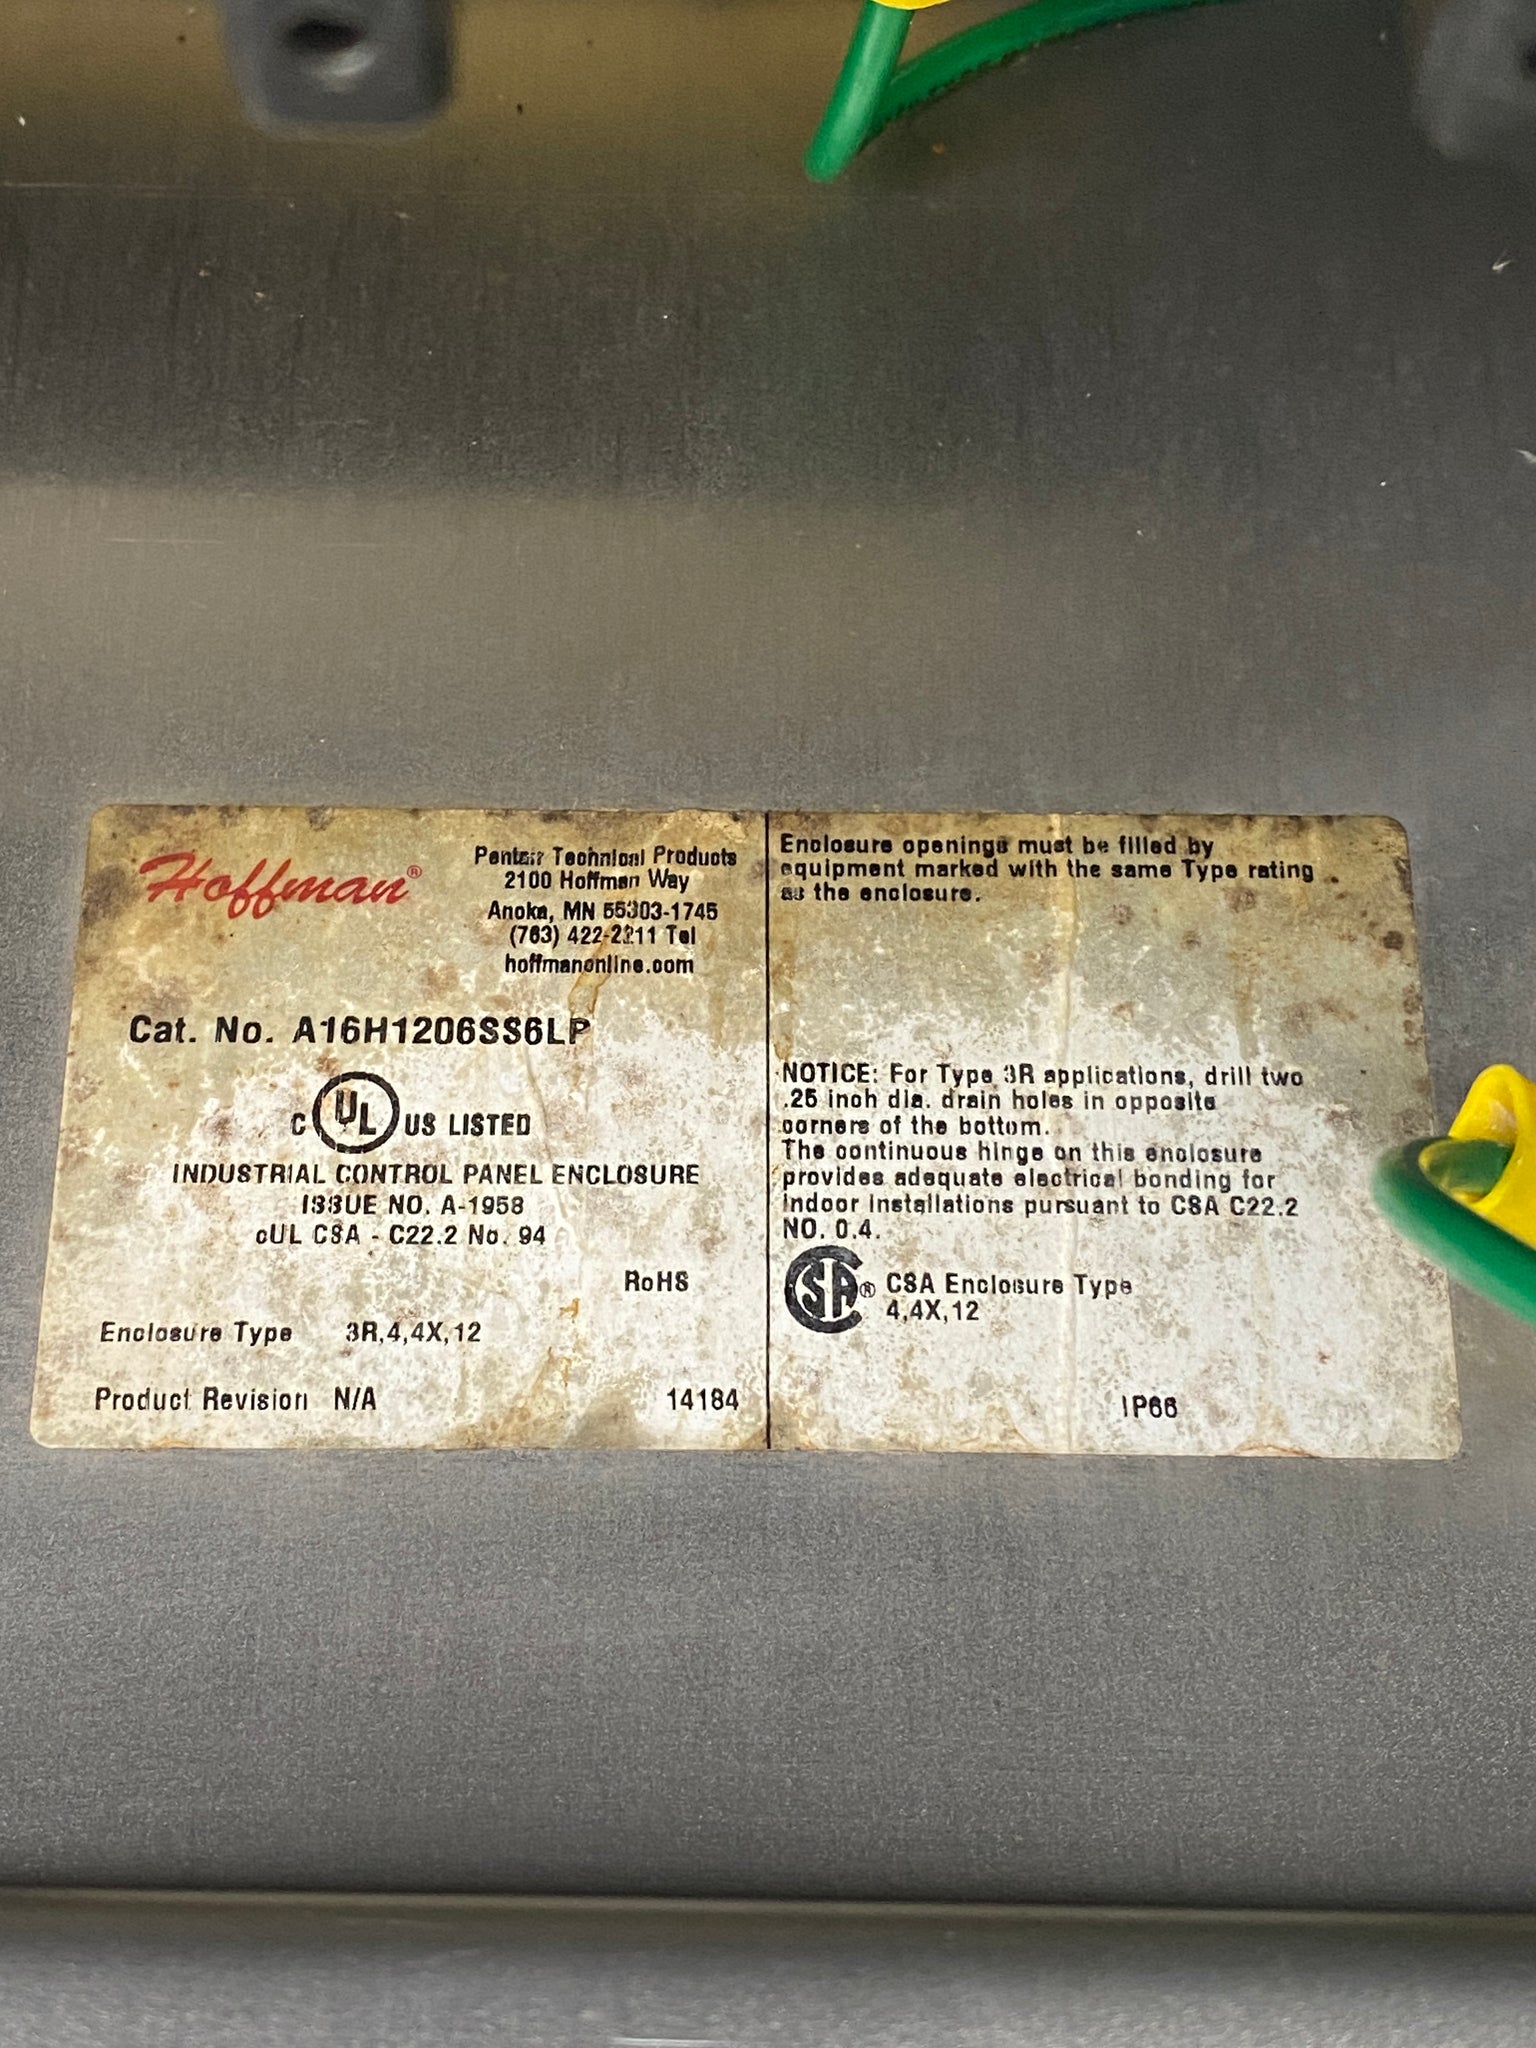 Hoffman®
Pentair Technical Products
2100 Hoffman Way
Anoka, MN 55303-1745
(763) 422-2211 Tel
hoffmanonline.com
Cat. No. A16H1206SS6LP
C UL US LISTED
INDUSTRIAL CONTROL PANEL ENCLOSURE
ISSUE NO. A-1958
cUL CSA - C22.2 No. 94
RoHS
Enclosure Type 3R,4,4X,12
Product Revision N/A 14184
Enclosure openings must be filled by
equipment marked with the same Type rating
as the enclosure.
NOTICE: For Type 3R applications, drill two
.25 inch dia. drain holes in opposite
corners of the bottom.
The continuous hinge on this enclosure
provides adequate electrical bonding for
indoor installations pursuant to CSA C22.2
NO. 0.4.
CSA® CSA Enclosure Type
4,4X,12
IP66